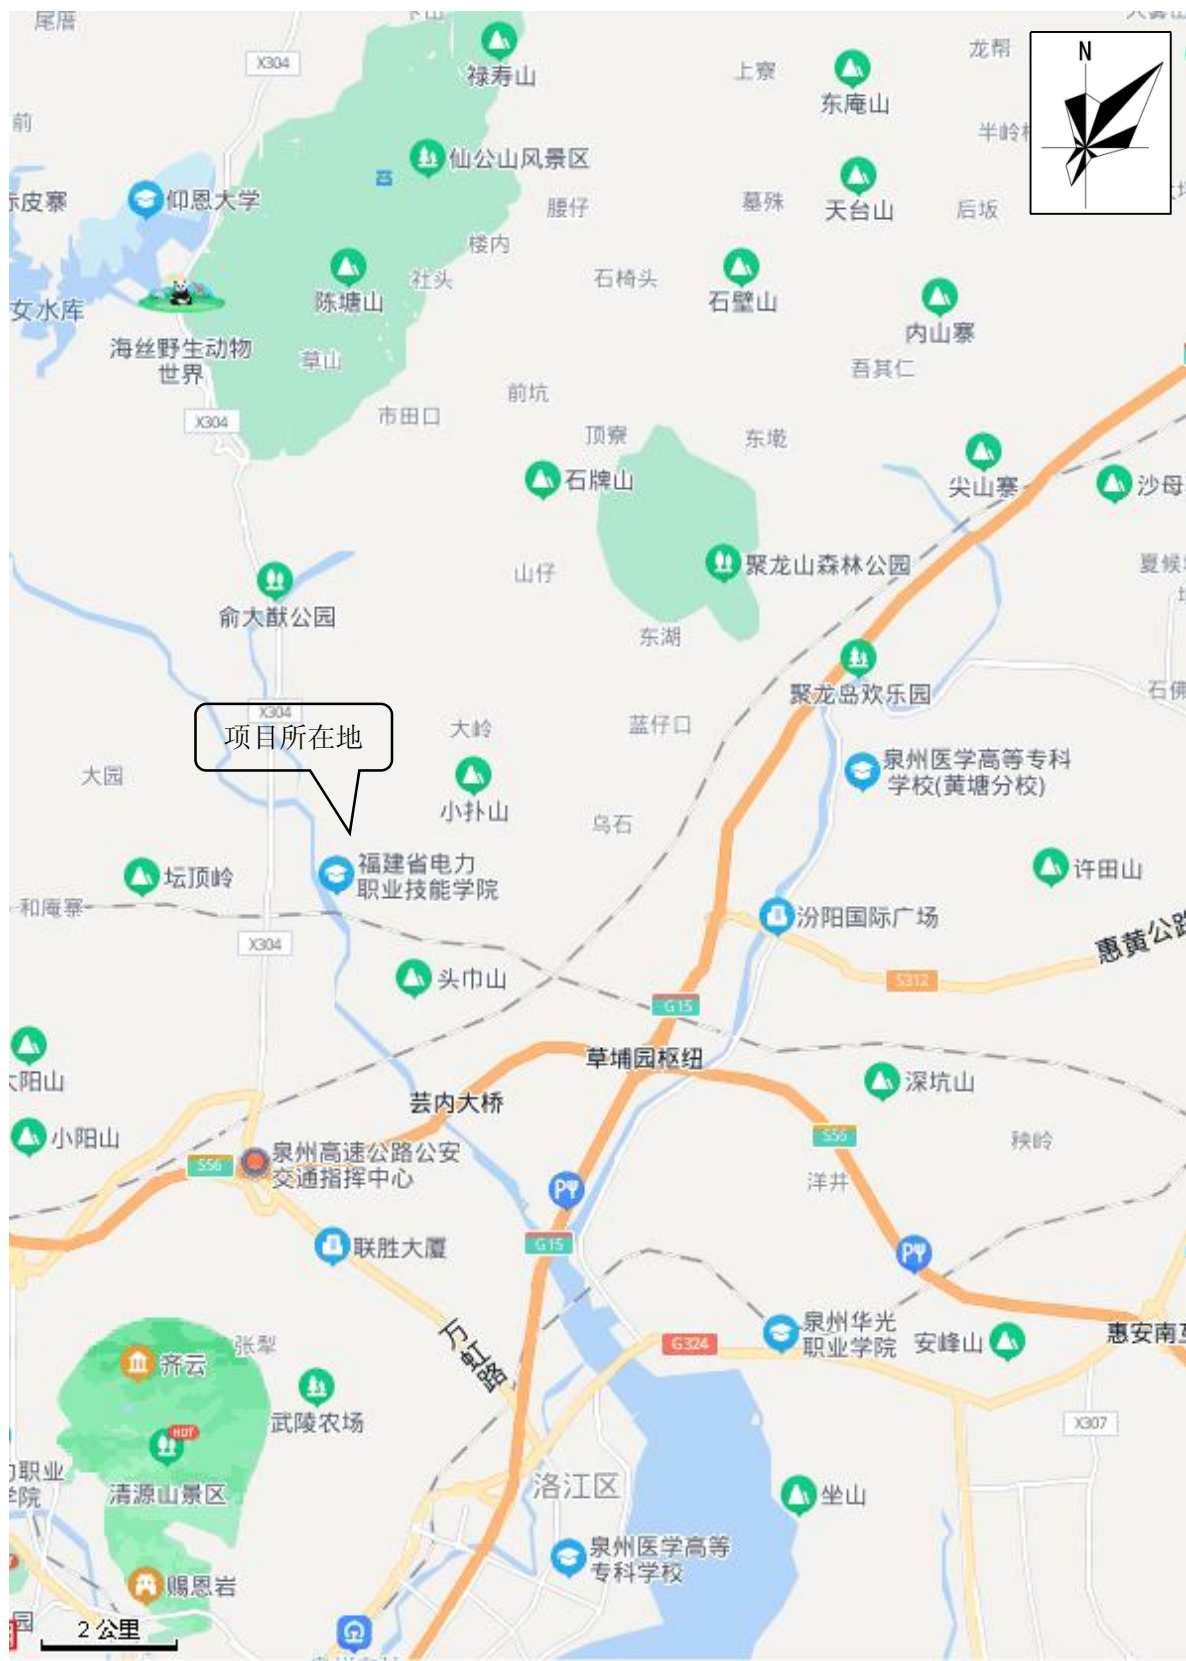 尾厝
X304
禄寿山
上寮
龙帮
N
东庵山
前
仙公山风景区
仰恩大学
皮寨
腰仔
墓殊
天台山
后坂
楼内
陈塘山
社头
石椅头
石壁山
女水库
内山寨
海丝野生动物
世界
草山
吾其仁
前坑
市田口
X304
顶寮
东墘
石牌山
尖山寨
沙母
山仔
聚龙山森林公园
夏候
俞大猷公园
东湖
聚龙岛欢乐园
石佛
X304
项目所在地
大岭
蓝仔口
大园
泉州医学高等专科
学校(黄塘分校)
小扑山
乌石
福建省电力
职业技能学院
坛顶岭
许田山
和庵寨
汾阳国际广场
惠黄公路
X304
头巾山
S312
G15
草埔园枢纽
阳山
深坑山
芸内大桥
小阳山
S56
秧岭
泉州高速公路公安
交通指挥中心
S56
洋井
P
联胜大厦
G15
P
泉州华光
职业学院
安峰山
惠安南互
G324
张犁
齐云
万虹路
武陵农场
X307
HOT
职业
学院
清源山景区
洛江区
坐山
泉州医学高等
专科学校
赐恩岩
园
2 公里